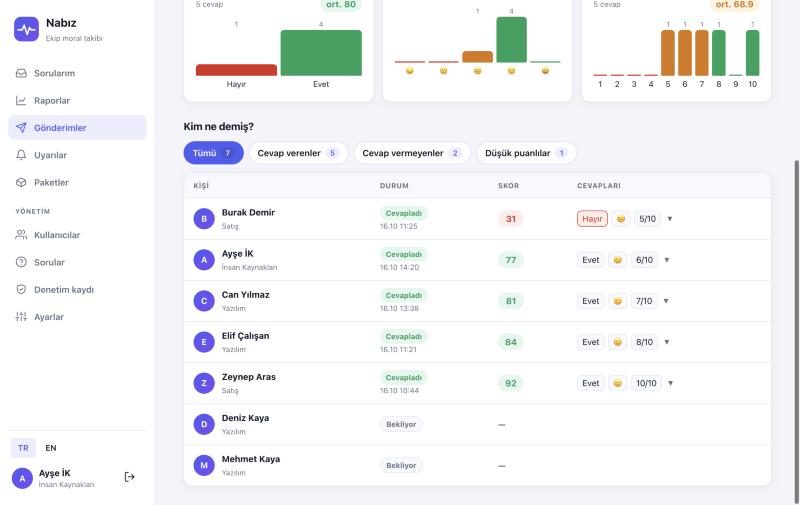 Nabız
Ekip moral takibi
Sorularım
Raporlar
Gönderimler
Uyarılar
Paketler
YÖNETİM
Kullanıcılar
Sorular
Denetim kaydı
Ayarlar
TR EN
A
Ayşe İK
İnsan Kaynakları
5 cevap ort. 80
1 4
Hayır Evet
1 4
5 cevap ort. 68.9
1 1 1 1 1
1 2 3 4 5 6 7 8 9 10
Kim ne demiş?
Tümü 7 Cevap verenler 5 Cevap vermeyenler 2 Düşük puanlılar 1
KİŞİ DURUM SKOR CEVAPLARI
B Burak Demir Cevapladı 31 Hayır 5/10 ▼
Satış 16.10 11:25
A Ayşe İK Cevapladı 77 Evet 6/10 ▼
İnsan Kaynakları 16.10 14:20
C Can Yılmaz Cevapladı 81 Evet 7/10 ▼
Yazılım 16.10 13:38
E Elif Çalışan Cevapladı 84 Evet 8/10 ▼
Yazılım 16.10 11:21
Z Zeynep Aras Cevapladı 92 Evet 10/10 ▼
Satış 16.10 10:44
D Deniz Kaya Bekliyor —
Yazılım
M Mehmet Kaya Bekliyor —
Yazılım